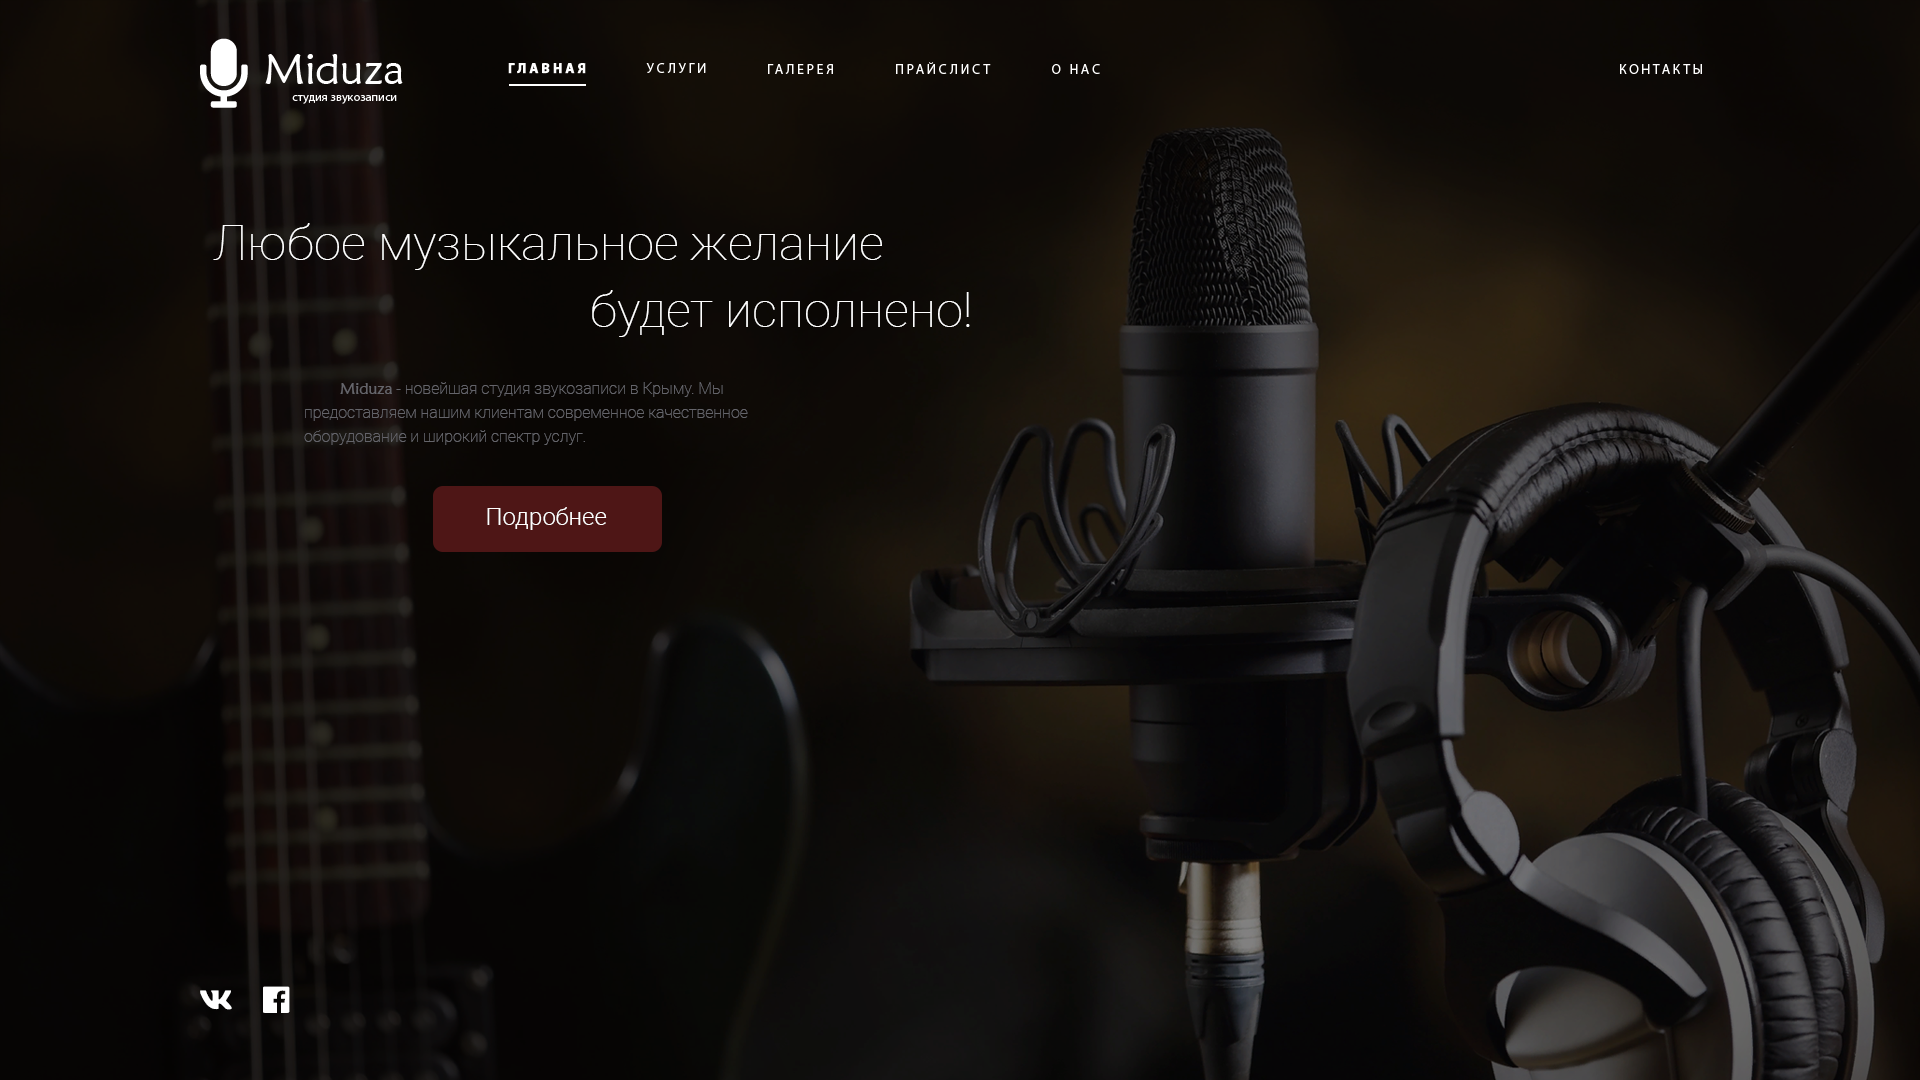 Miduza
студия звукозаписи
ГЛАВНАЯ
УСЛУГИ
ГАЛЕРЕЯ
ПРАЙСЛИСТ
О НАС
КОНТАКТЫ
Любое музыкальное желание
будет исполнено!
Miduza - новейшая студия звукозаписи в Крыму. Мы
предоставляем нашим клиентам современное качественное
оборудование и широкий спектр услуг.
Подробнее